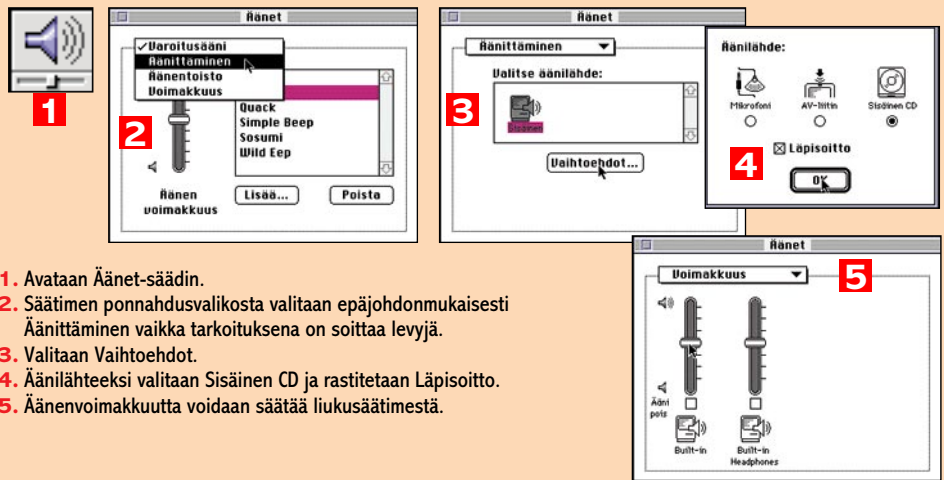 1
Äänet
✓Varoitusääni
Äänittäminen
Äänentoisto
Voimakkuus
Quack
Simple Beep
Sosumi
Wild Eep
2
Äänen
voimakkuus
Lisää...
Poista
Äänet
Äänittäminen
3
Valitse äänilähde:
Sisäinen
Vaihtoehdot...
Äänilähde:
Mikrofoni
AV-liitin
Sisäinen CD
4
Läpisoitto
OK
Äänet
Voimakkuus
5
Ääni
pois
Built-in
Built-in
Headphones
1. Avataan Äänet-säädin.
2. Säätimen ponnahdusvalikosta valitaan epäjohdonmukaisesti
Äänittäminen vaikka tarkoituksena on soittaa levyjä.
3. Valitaan Vaihtoehdot.
4. Äänilähteeksi valitaan Sisäinen CD ja rastitetaan Läpisoitto.
5. Äänenvoimakkuutta voidaan säätää liukusäätimestä.